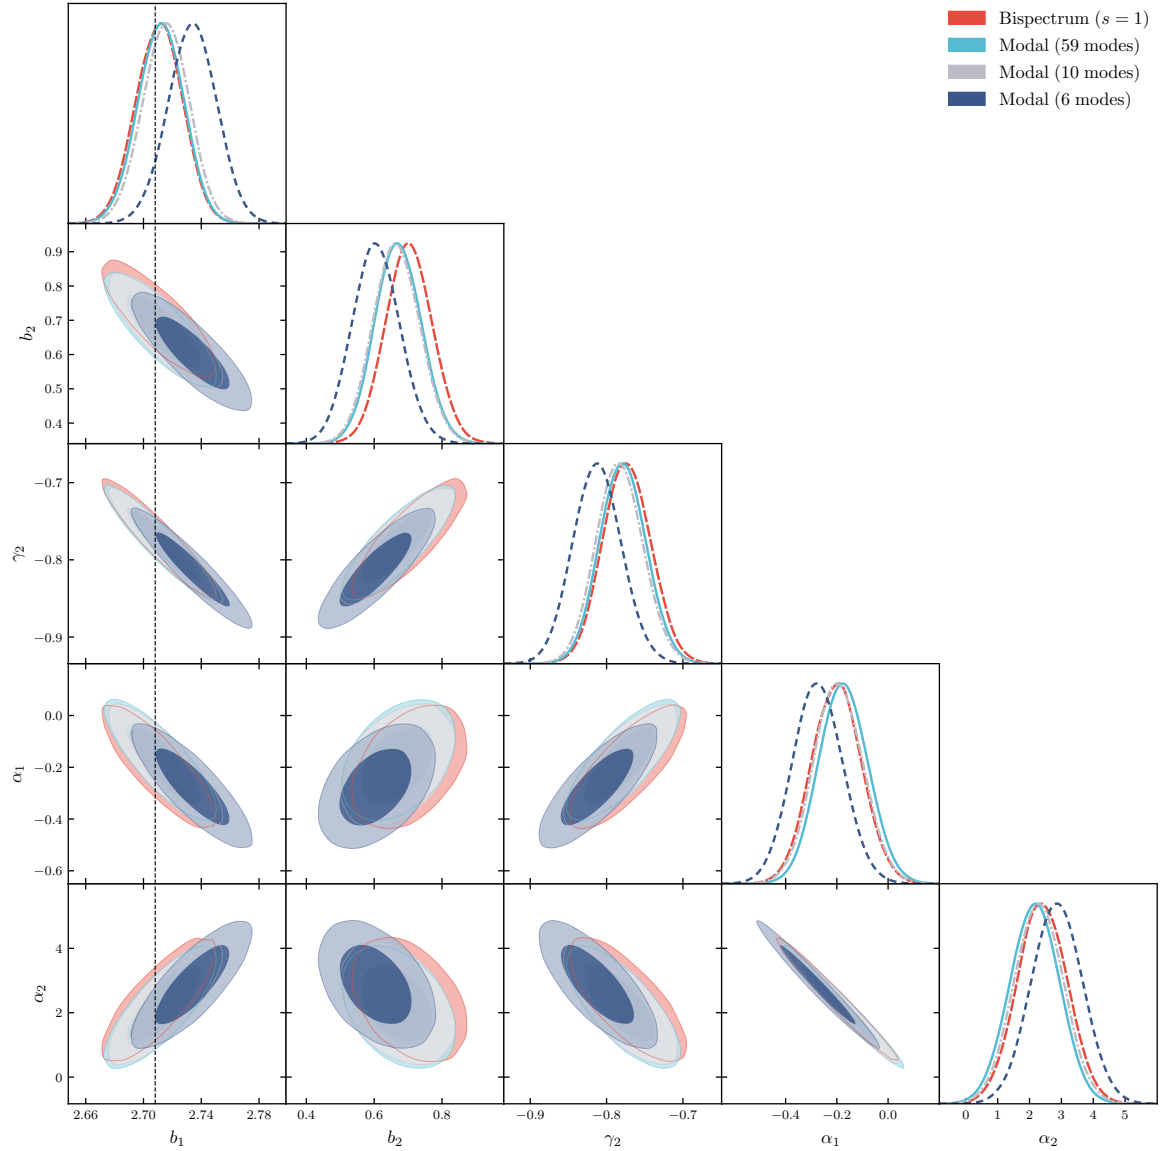 Bispectrum (s = 1)
Modal (59 modes)
Modal (10 modes)
Modal (6 modes)
0.9
0.8
0.7
0.6
0.5
0.4
b₂
−0.7
−0.8
−0.9
γ₂
0.0
−0.2
−0.4
−0.6
α₁
4
2
0
α₂
2.66 2.70 2.74 2.78
0.4 0.6 0.8
−0.9 −0.8 −0.7
−0.4 −0.2 0.0
0 1 2 3 4 5
b₁ b₂ γ₂ α₁ α₂